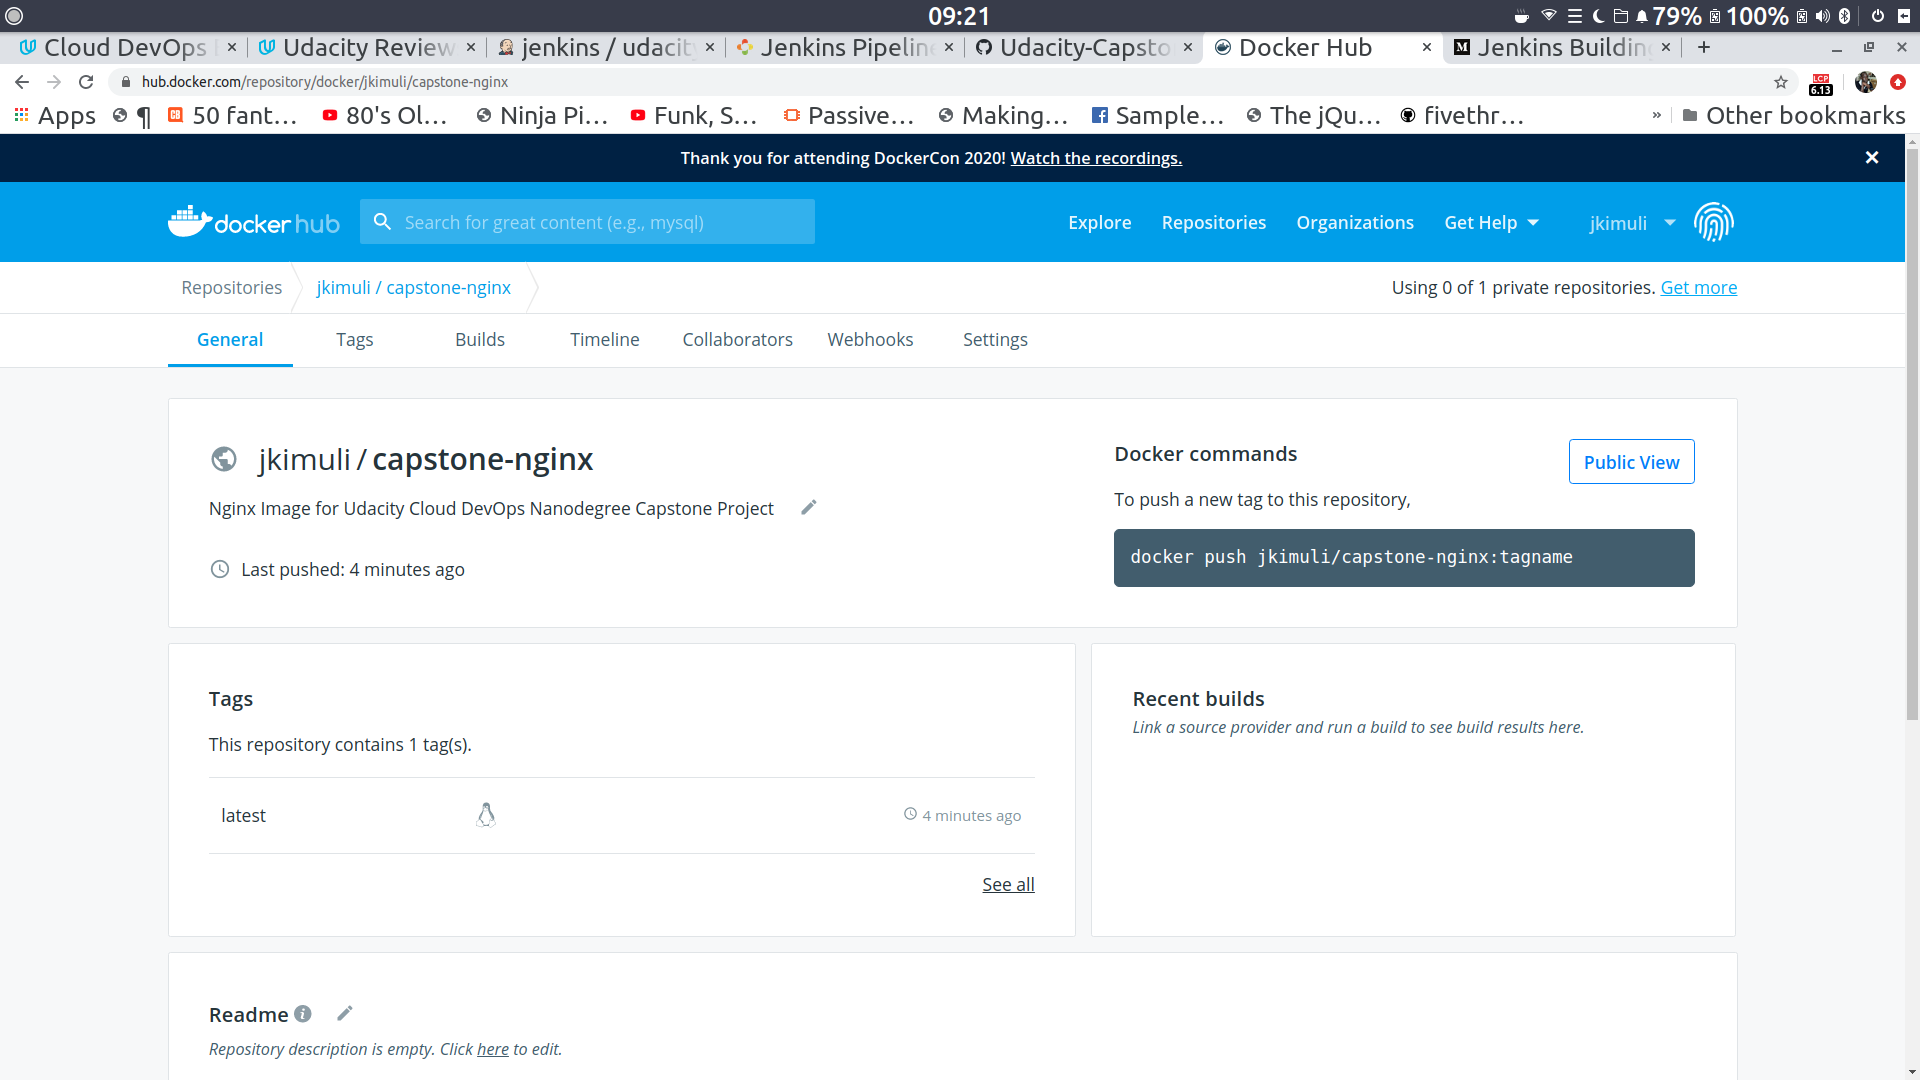 09:21
79% 100%
Cloud DevOps
Udacity Review
jenkins / udacity
Jenkins Pipeline
Udacity-Capsto
Docker Hub
Jenkins Building
hub.docker.com/repository/docker/jkimuli/capstone-nginx
LCP
6.13
Apps
¶
50 fant...
80's Ol...
Ninja Pi...
Funk, S...
Passive...
Making...
Sample...
The jQu...
fivethr...
»
Other bookmarks
Thank you for attending DockerCon 2020! Watch the recordings.
docker hub
Search for great content (e.g., mysql)
Explore
Repositories
Organizations
Get Help
jkimuli
Repositories
jkimuli / capstone-nginx
Using 0 of 1 private repositories. Get more
General
Tags
Builds
Timeline
Collaborators
Webhooks
Settings
jkimuli / capstone-nginx
Nginx Image for Udacity Cloud DevOps Nanodegree Capstone Project
Last pushed: 4 minutes ago
Docker commands
Public View
To push a new tag to this repository,
docker push jkimuli/capstone-nginx:tagname
Tags
This repository contains 1 tag(s).
latest
4 minutes ago
See all
Recent builds
Link a source provider and run a build to see build results here.
Readme
Repository description is empty. Click here to edit.